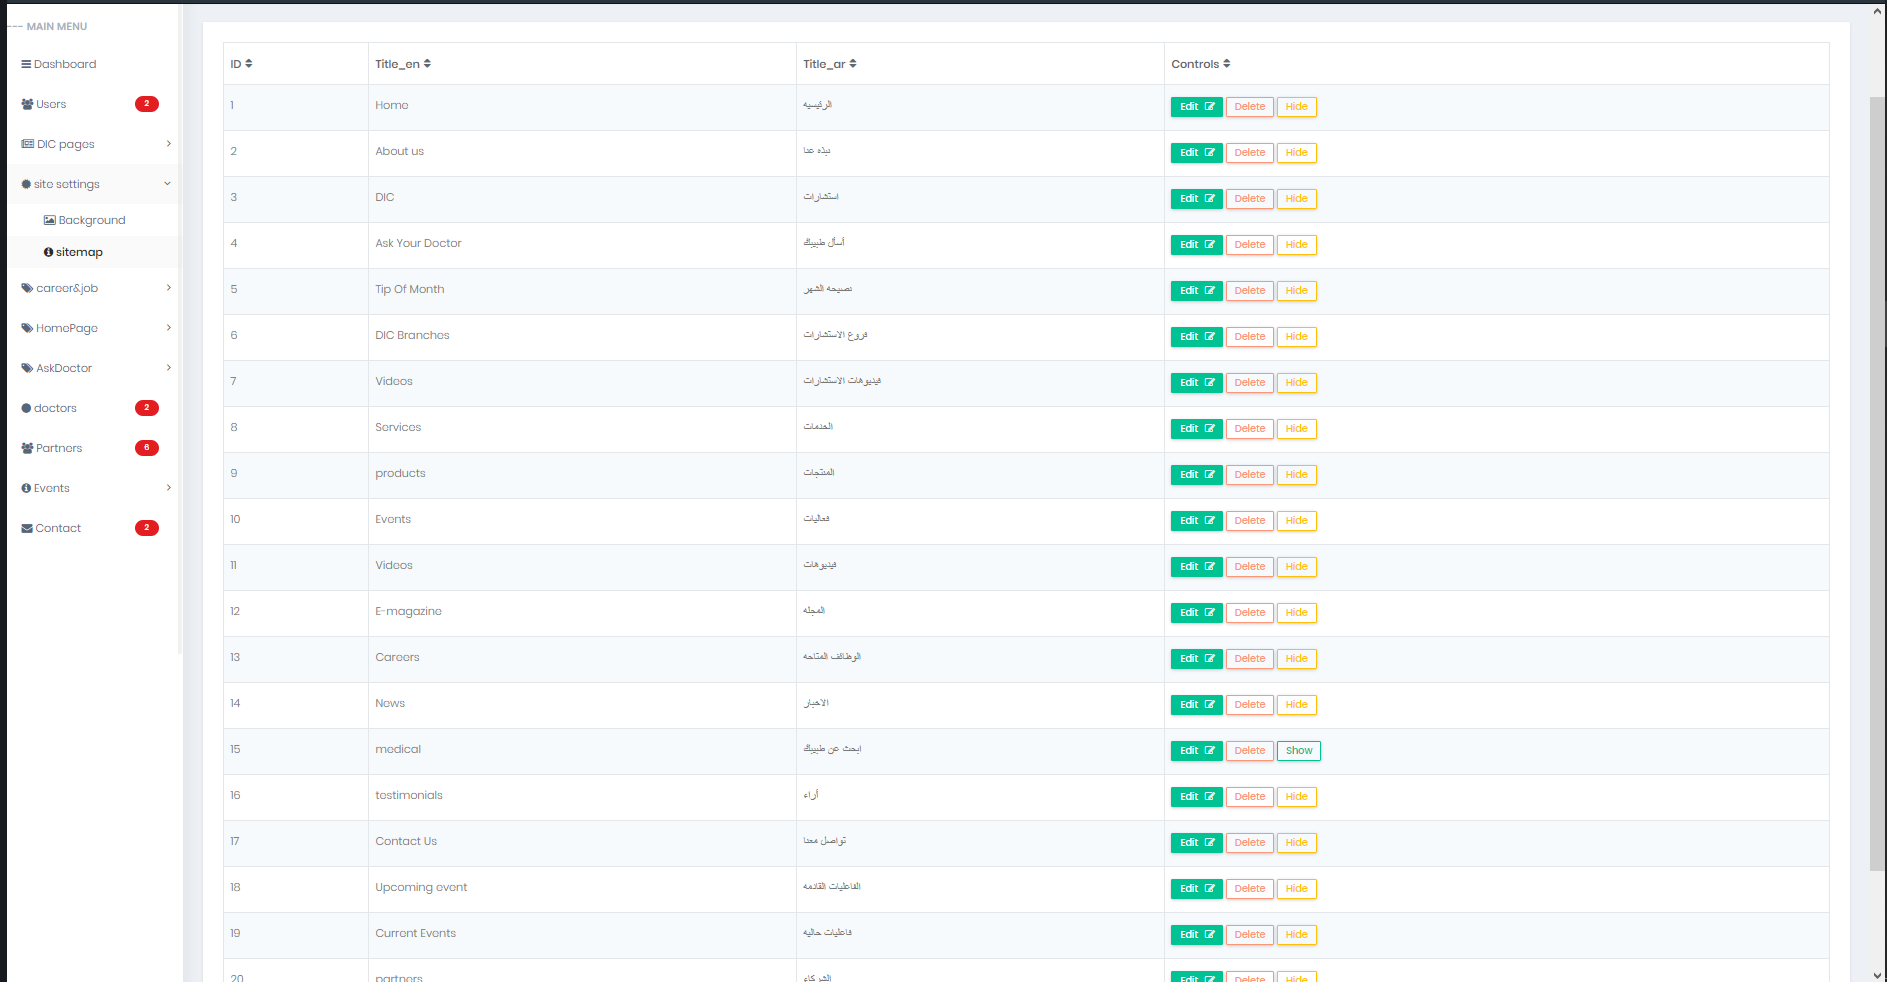 --- MAIN MENU
Dashboard
Users 2
DIC pages
site settings
Background
sitemap
career&job
HomePage
AskDoctor
doctors 2
Partners 6
Events
Contact 2
ID Title_en Title_ar Controls
1 Home الرئيسيه Edit Delete Hide
2 About us نبذه عنا Edit Delete Hide
3 DIC استشارات Edit Delete Hide
4 Ask Your Doctor أسأل طبيبك Edit Delete Hide
5 Tip Of Month نصيحه الشهر Edit Delete Hide
6 DIC Branches فروع الاستشارات Edit Delete Hide
7 Videos فيديوهات الاستشارات Edit Delete Hide
8 Services الخدمات Edit Delete Hide
9 products المنتجات Edit Delete Hide
10 Events فعاليات Edit Delete Hide
11 Videos فيديوهات Edit Delete Hide
12 E-magazine المجله Edit Delete Hide
13 Careers الوظائف المتاحه Edit Delete Hide
14 News الاخبار Edit Delete Hide
15 medical ابحث عن طبيبك Edit Delete Show
16 testimonials أراء Edit Delete Hide
17 Contact Us تواصل معنا Edit Delete Hide
18 Upcoming event الفاعليات القادمه Edit Delete Hide
19 Current Events فاعليات حاليه Edit Delete Hide
20 partners الشركاء Edit Delete Hide